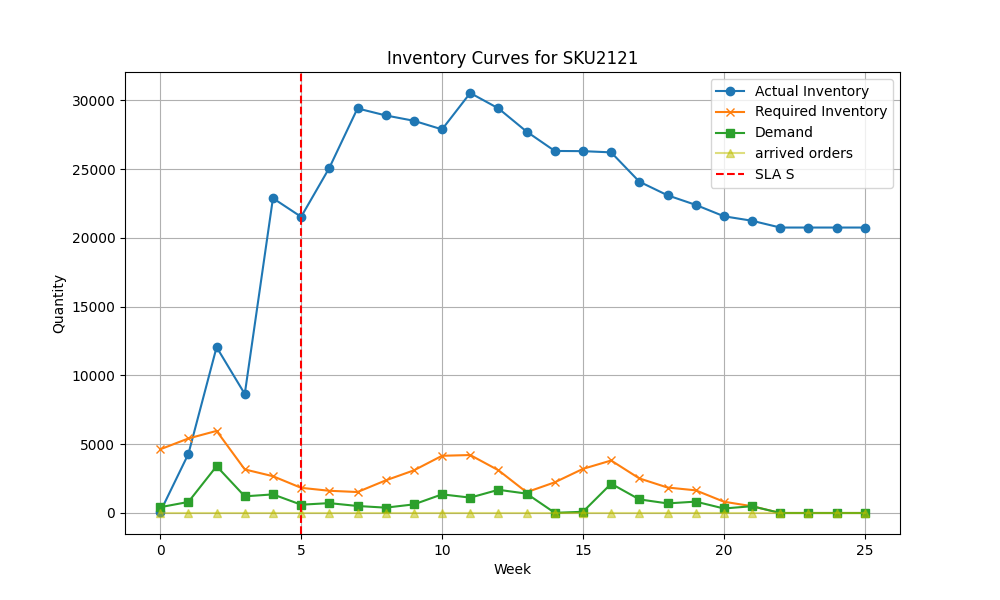 Inventory Curves for SKU2121
Actual Inventory
Required Inventory
Demand
arrived orders
SLA S
30000
25000
20000
15000
10000
5000
0
Quantity
0 5 10 15 20 25
Week